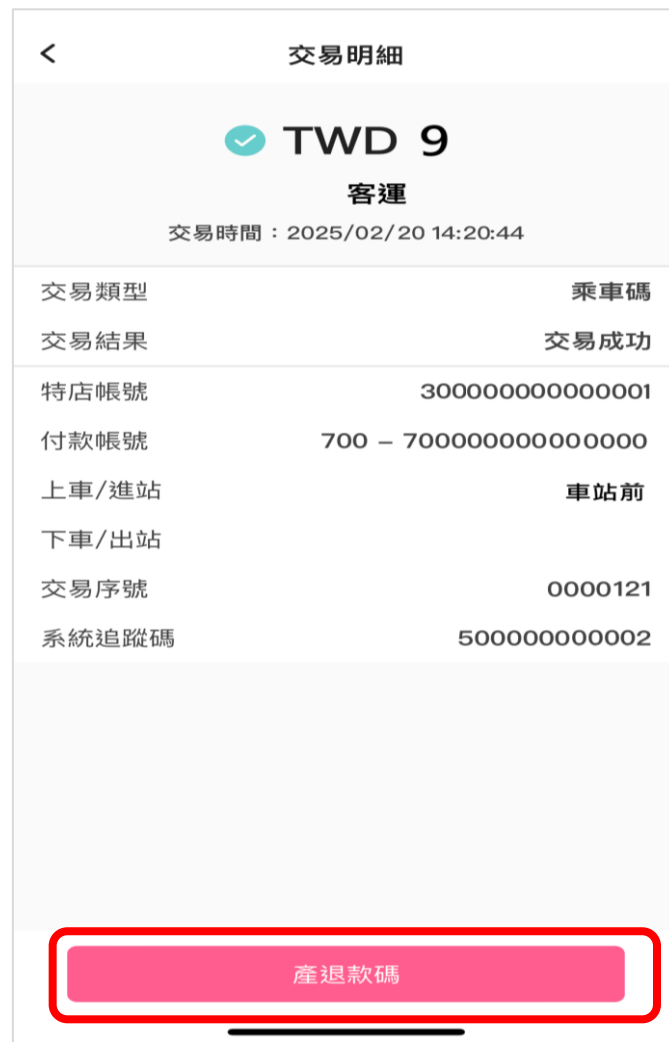 交易明細
TWD 9
客運
交易時間：2025/02/20 14:20:44
交易類型 乘車碼
交易結果 交易成功
特店帳號 300000000000001
付款帳號 700 – 700000000000000
上車/進站 車站前
下車/出站
交易序號 0000121
系統追蹤碼 500000000002
產退款碼